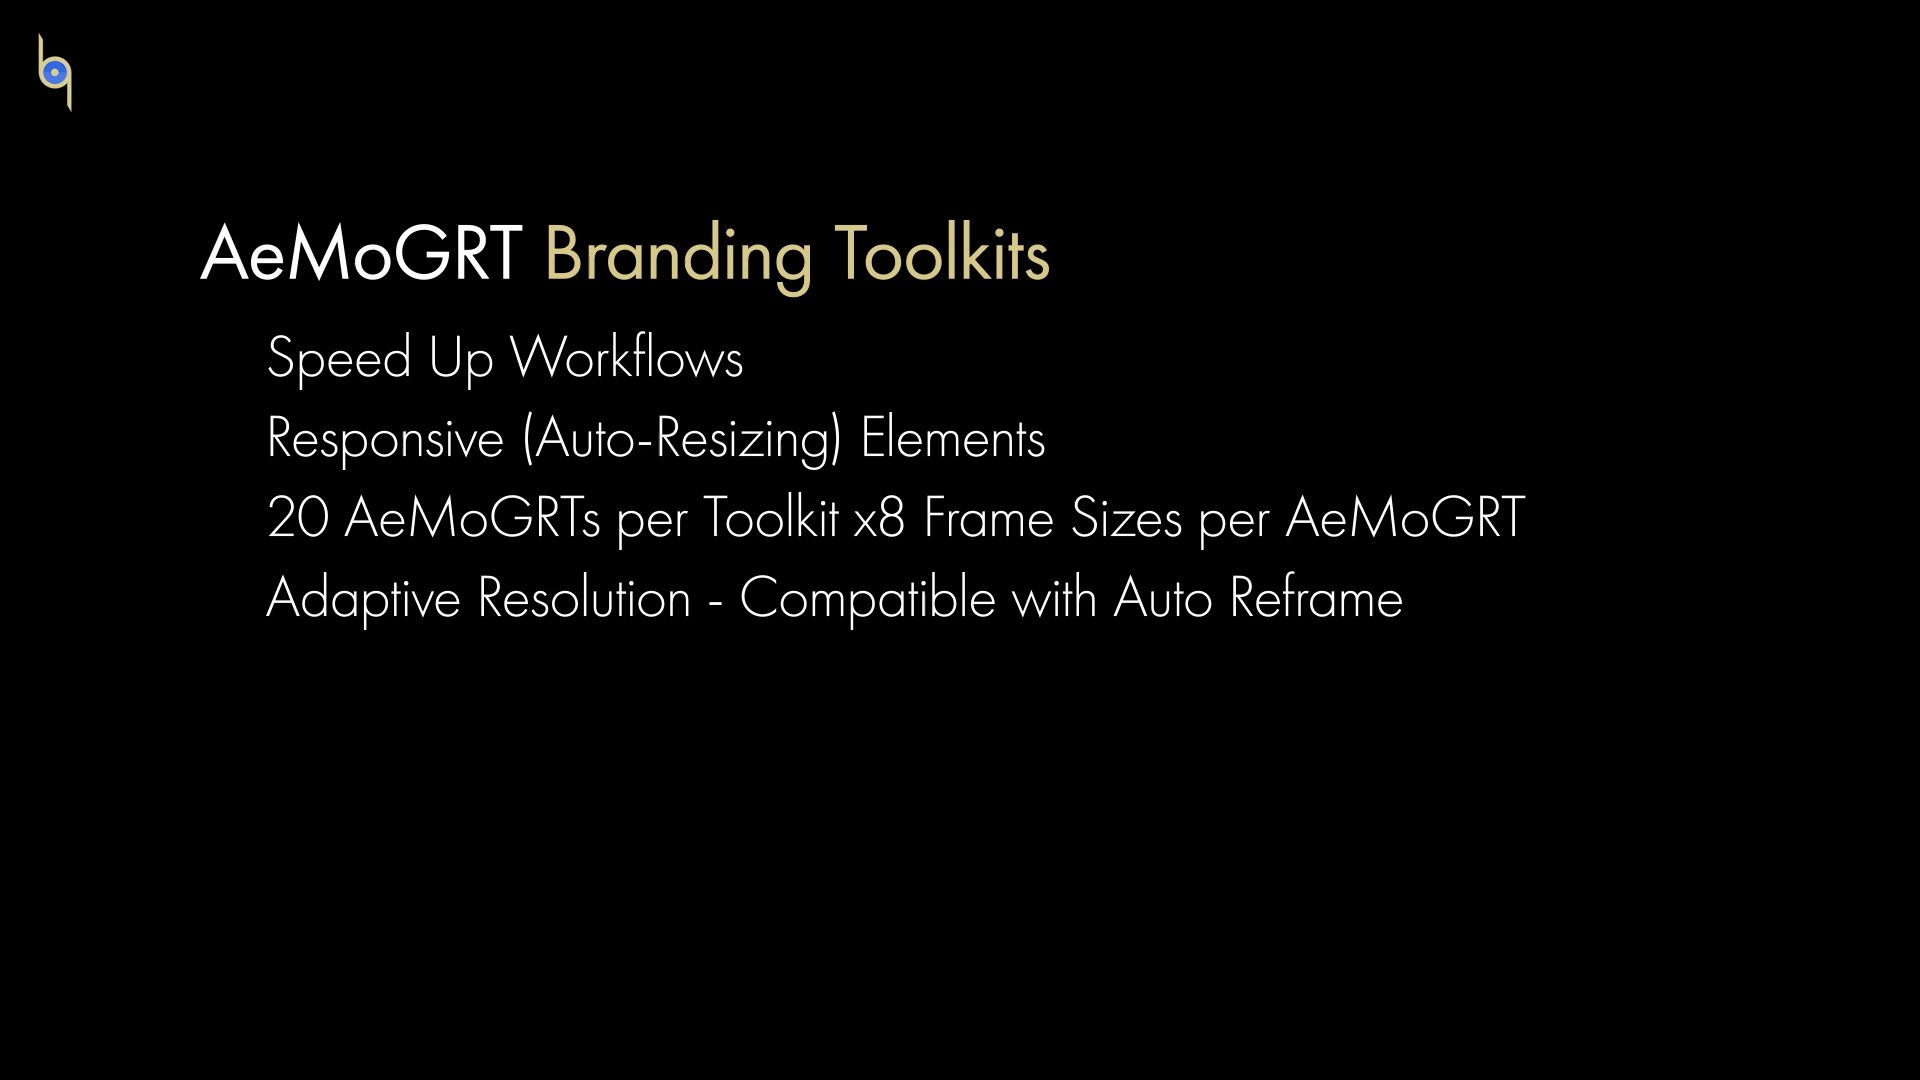 AeMoGRT Branding Toolkits
Speed Up Workflows
Responsive (Auto-Resizing) Elements
20 AeMoGRTs per Toolkit x8 Frame Sizes per AeMoGRT
Adaptive Resolution - Compatible with Auto Reframe